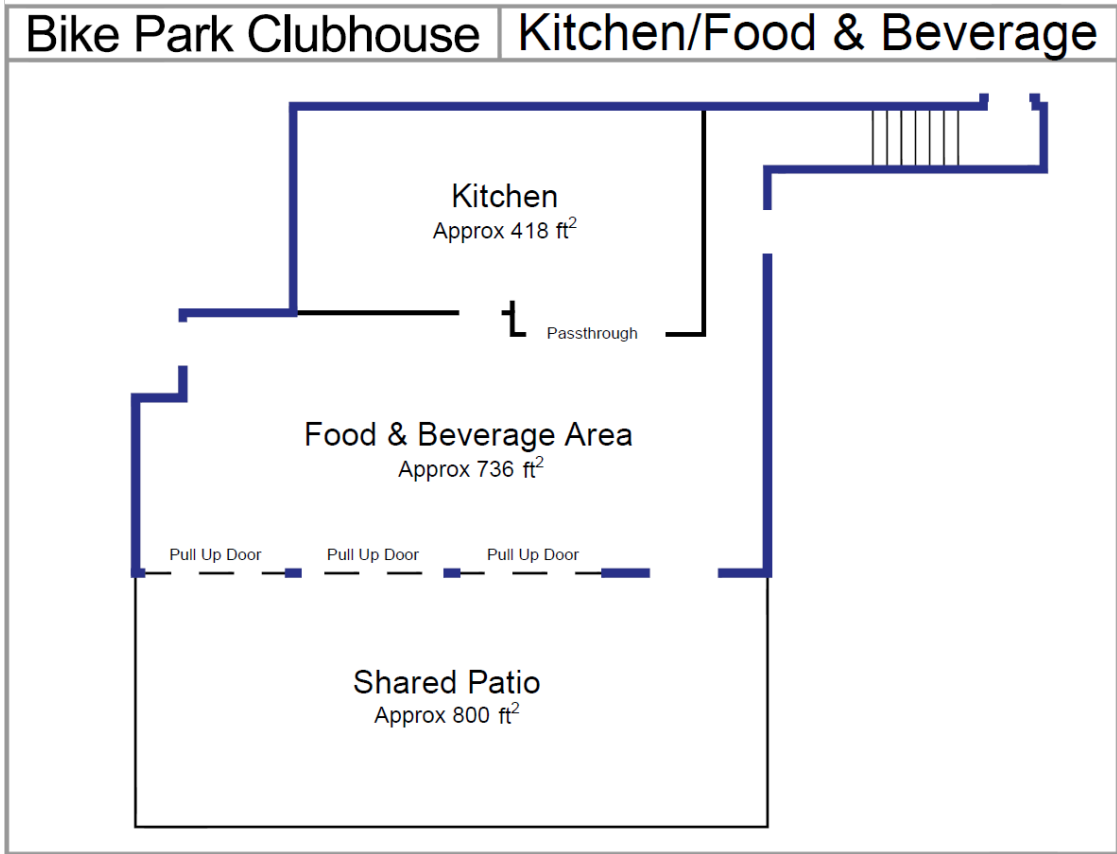 Bike Park Clubhouse
Kitchen/Food & Beverage
Kitchen
Approx 418 ft²
Passthrough
Food & Beverage Area
Approx 736 ft²
Pull Up Door
Pull Up Door
Pull Up Door
Shared Patio
Approx 800 ft²